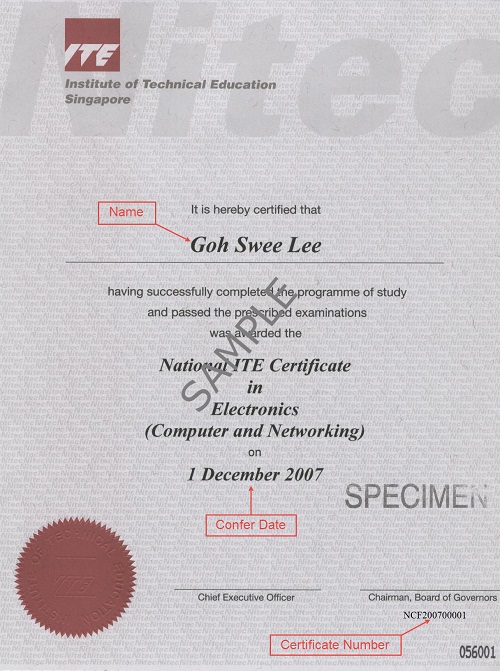 Nitec
ITE
Institute of Technical Education
Singapore
It is hereby certified that
Name
Goh Swee Lee
having successfully completed the programme of study
and passed the prescribed examinations
was awarded the
SAMPLE
National ITE Certificate
in
Electronics
(Computer and Networking)
on
1 December 2007
SPECIMEN
Confer Date
ITE
Chief Executive Officer
Chairman, Board of Governors
NCF200700001
Certificate Number
056001